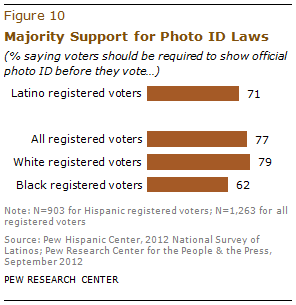 Figure 10
Majority Support for Photo ID Laws
(% saying voters should be required to show official
photo ID before they vote…)
Latino registered voters 71
All registered voters 77
White registered voters 79
Black registered voters 62
Note: N=903 for Hispanic registered voters; N=1,263 for all
registered voters
Source: Pew Hispanic Center, 2012 National Survey of
Latinos; Pew Research Center for the People & the Press,
September 2012
PEW RESEARCH CENTER